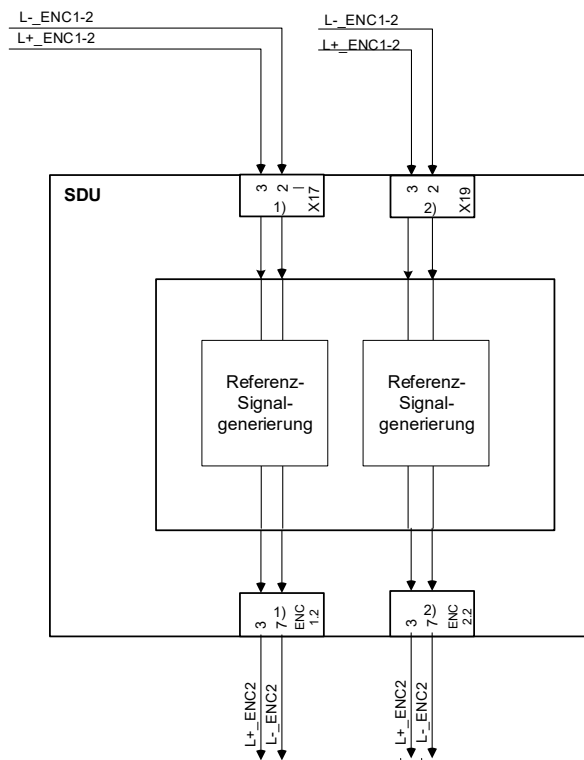 L-_ENC1-2
L+_ENC1-2
L-_ENC1-2
L+_ENC1-2
SDU
3
2
1)
X17
3
2
2)
X19
Referenz-
Signal-
generierung
Referenz-
Signal-
generierung
3
1)
7
ENC
1.2
3
2)
7
ENC
2.2
L+_ENC2
L-_ENC2
L+_ENC2
L-_ENC2